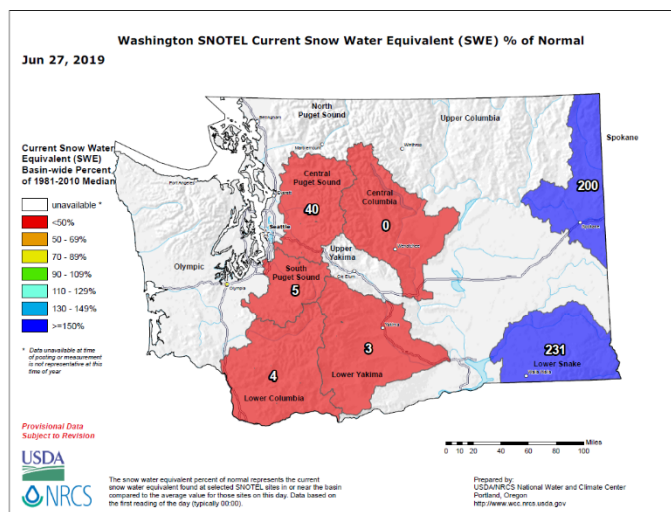 Washington SNOTEL Current Snow Water Equivalent (SWE) % of Normal
Jun 27, 2019
North
Puget Sound
Upper Columbia
Spokane
Current Snow Water
Equivalent (SWE)
Basin-wide Percent
of 1981-2010 Median
unavailable *
<50%
50 - 69%
70 - 89%
90 - 109%
110 - 129%
130 - 149%
>=150%
* Data unavailable at time
of posting or measurement
is not representative at this
time of year
Port Angeles
Central
Puget Sound
40
Central
Columbia
0
200
Seattle
Olympic
Olympia
Upper
Yakima
South
Puget Sound
5
3
Lower Yakima
4
Lower Columbia
231
Lower Snake
Provisional Data
Subject to Revision
USDA
NRCS
Miles
0 10 20 40 60 80 100
The snow water equivalent percent of normal represents the current
snow water equivalent found at selected SNOTEL sites in or near the basin
compared to the average value for those sites on this day. Data based on
the first reading of the day (typically 00:00).
Prepared by:
USDA/NRCS National Water and Climate Center
Portland, Oregon
http://www.wcc.nrcs.usda.gov